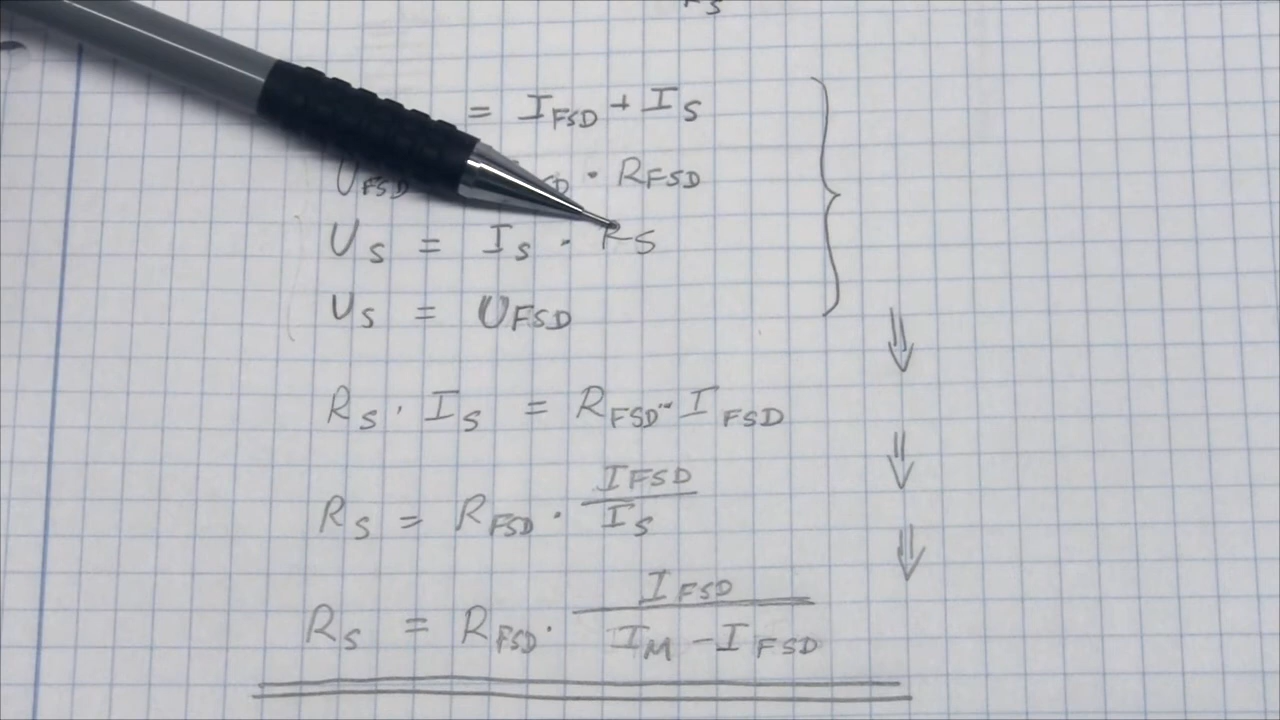 = I_FSD + I_S
U_FSD · R_FSD
U_S = I_S · R_S
U_S = U_FSD
R_S · I_S = R_FSD · I_FSD
R_S = R_FSD · I_FSD / I_S
R_S = R_FSD · I_FSD / I_M - I_FSD